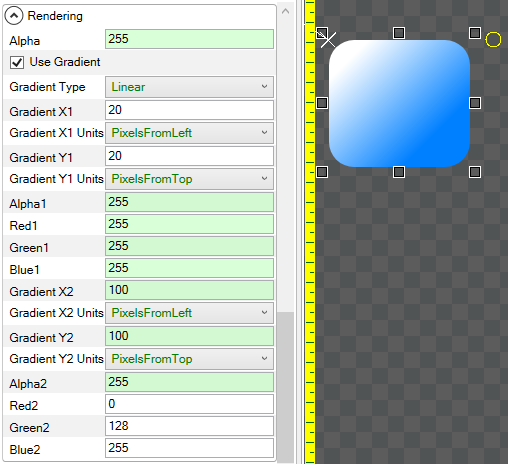 Rendering
Alpha 255
Use Gradient
Gradient Type Linear
Gradient X1 20
Gradient X1 Units PixelsFromLeft
Gradient Y1 20
Gradient Y1 Units PixelsFromTop
Alpha1 255
Red1 255
Green1 255
Blue1 255
Gradient X2 100
Gradient X2 Units PixelsFromLeft
Gradient Y2 100
Gradient Y2 Units PixelsFromTop
Alpha2 255
Red2 0
Green2 128
Blue2 255